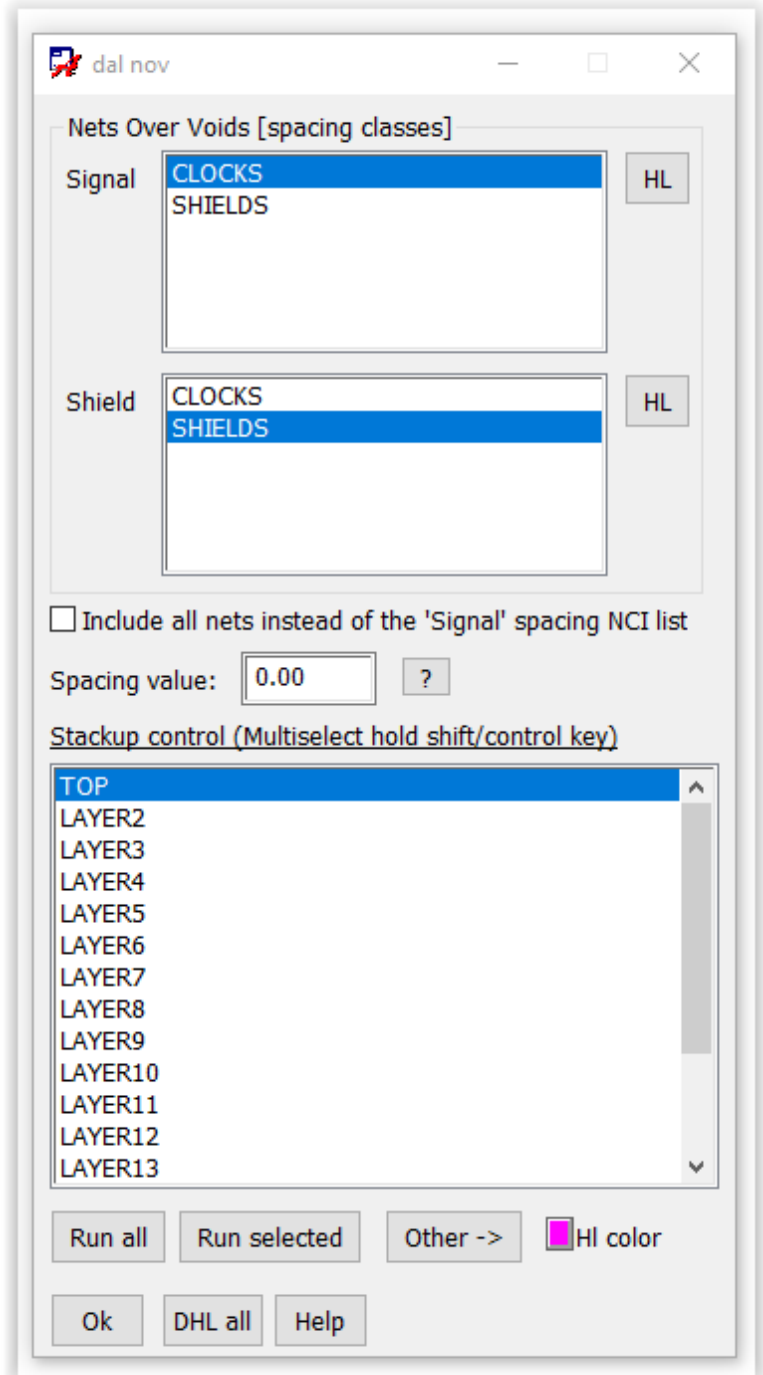 dal nov
Nets Over Voids [spacing classes]
Signal
CLOCKS
SHIELDS
HL
Shield
CLOCKS
SHIELDS
HL
Include all nets instead of the 'Signal' spacing NCI list
Spacing value: 0.00 ?
Stackup control (Multiselect hold shift/control key)
TOP
LAYER2
LAYER3
LAYER4
LAYER5
LAYER6
LAYER7
LAYER8
LAYER9
LAYER10
LAYER11
LAYER12
LAYER13
Run all Run selected Other -> Hl color
Ok DHL all Help